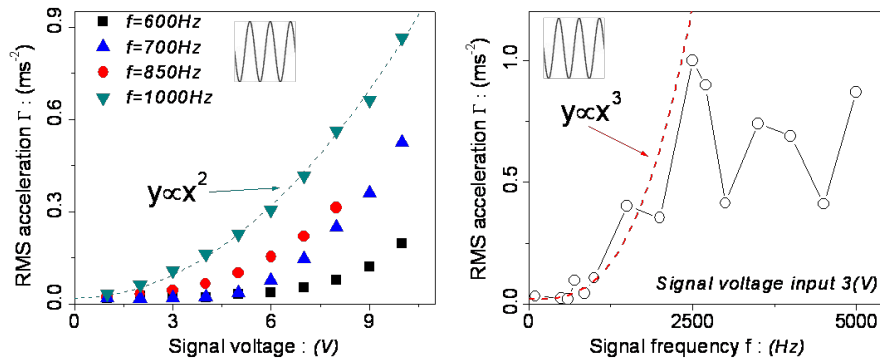 f=600Hz
f=700Hz
f=850Hz
f=1000Hz
y∝x²
RMS acceleration Γ : (ms⁻²)
0.9
0.6
0.3
0.0
0 3 6 9
Signal voltage : (V)
y∝x³
RMS acceleration Γ : (ms⁻²)
1.0
0.5
0.0
Signal voltage input 3(V)
0 2500 5000
Signal frequency f : (Hz)